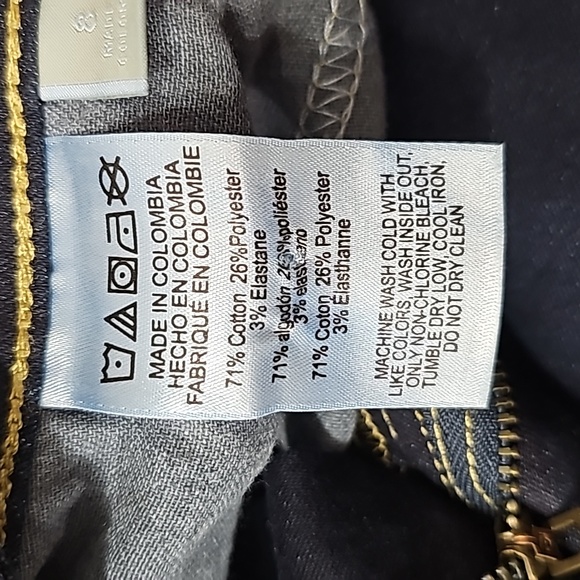 8
MADE IN COLOMBIA
HECHO EN COLOMBIA
FABRIQUÉ EN COLOMBIE
71% Cotton 26%Polyester
3% Elastane
71% algodón 26%poliéster
3% elastano
71% Coton 26% Polyester
3% Élasthanne
MACHINE WASH COLD WITH
LIKE COLORS, WASH INSIDE OUT,
ONLY NON-CHLORINE BLEACH,
TUMBLE DRY LOW, COOL IRON,
DO NOT DRY CLEAN